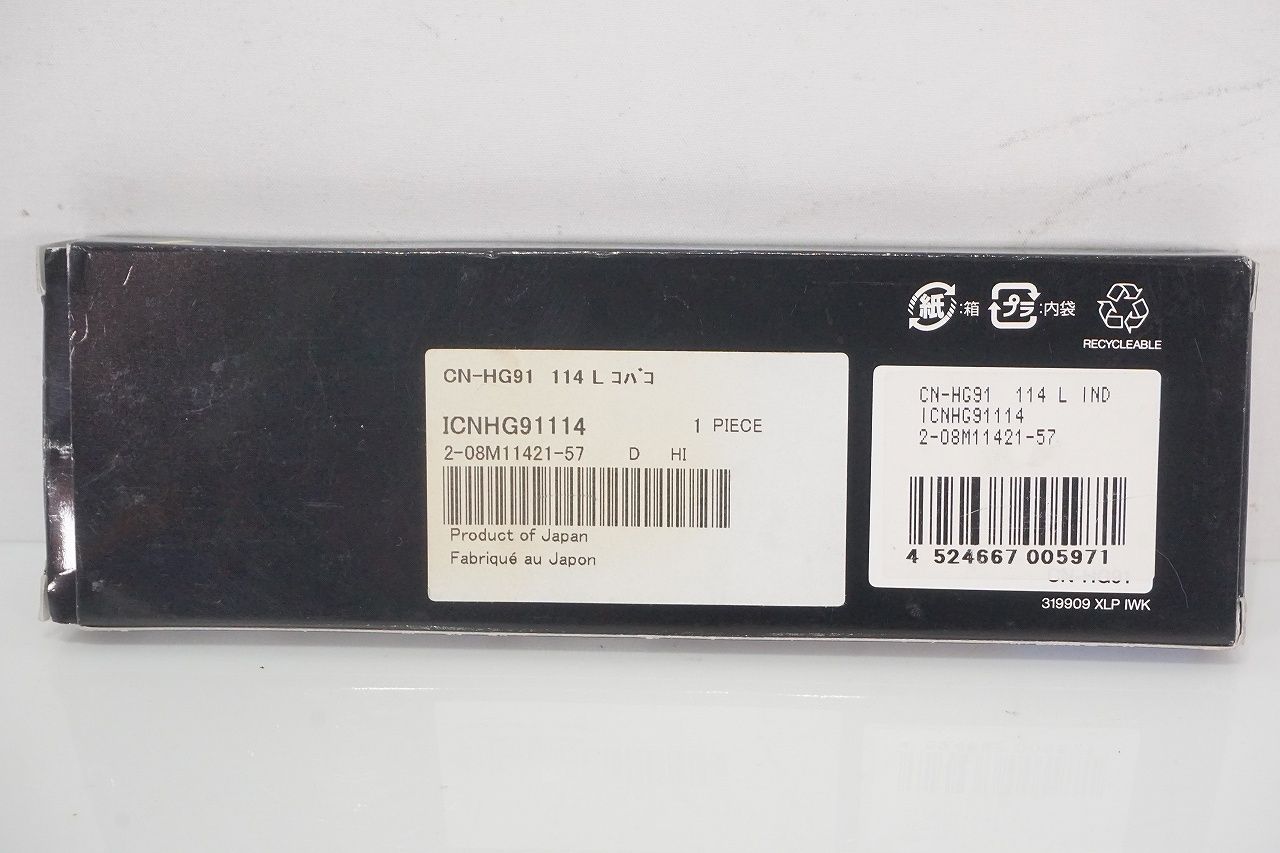 紙:箱 プラ:内袋
RECYCLEABLE
CN-HG91 114 L コバコ
ICNHG91114 1 PIECE
2-08M11421-57 D HI
Product of Japan
Fabriqué au Japon
CN-HG91 114 L IND
ICNHG91114
2-08M11421-57
4 524667 005971
319909 XLP IWK